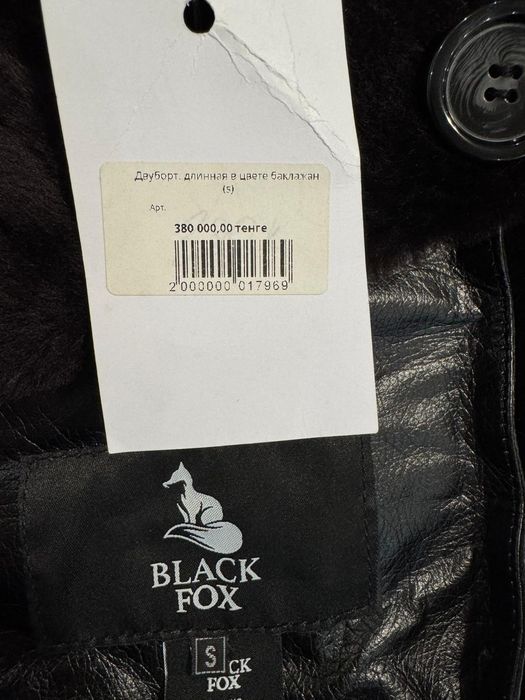 Двуборт. длинная в цвете баклажан
(s)
Арт.
380 000,00 тенге
2 000000 017969
BLACK
FOX
S
CK
FOX